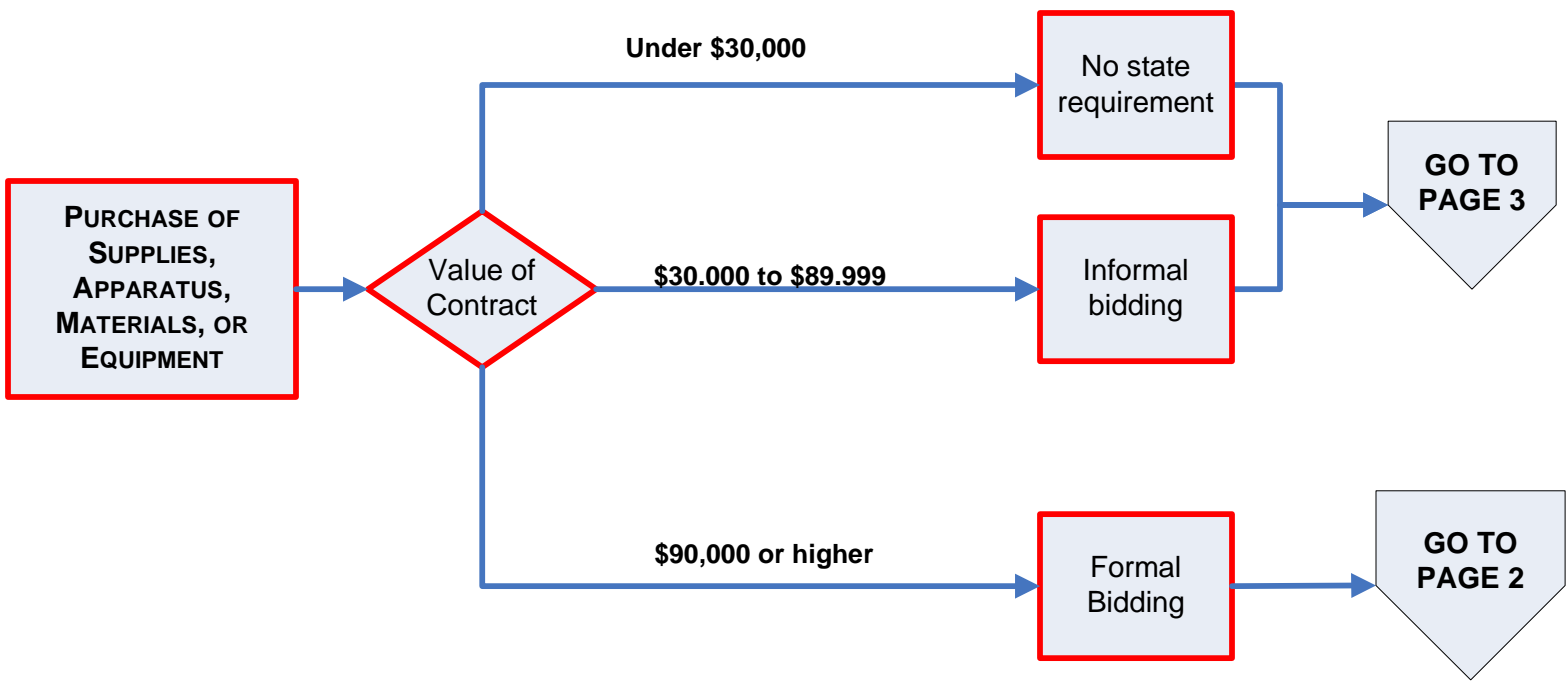 Under $30,000
No state
requirement
GO TO
PAGE 3
PURCHASE OF
SUPPLIES,
APPARATUS,
MATERIALS, OR
EQUIPMENT
Value of
Contract
$30.000 to $89.999
Informal
bidding
$90,000 or higher
Formal
Bidding
GO TO
PAGE 2